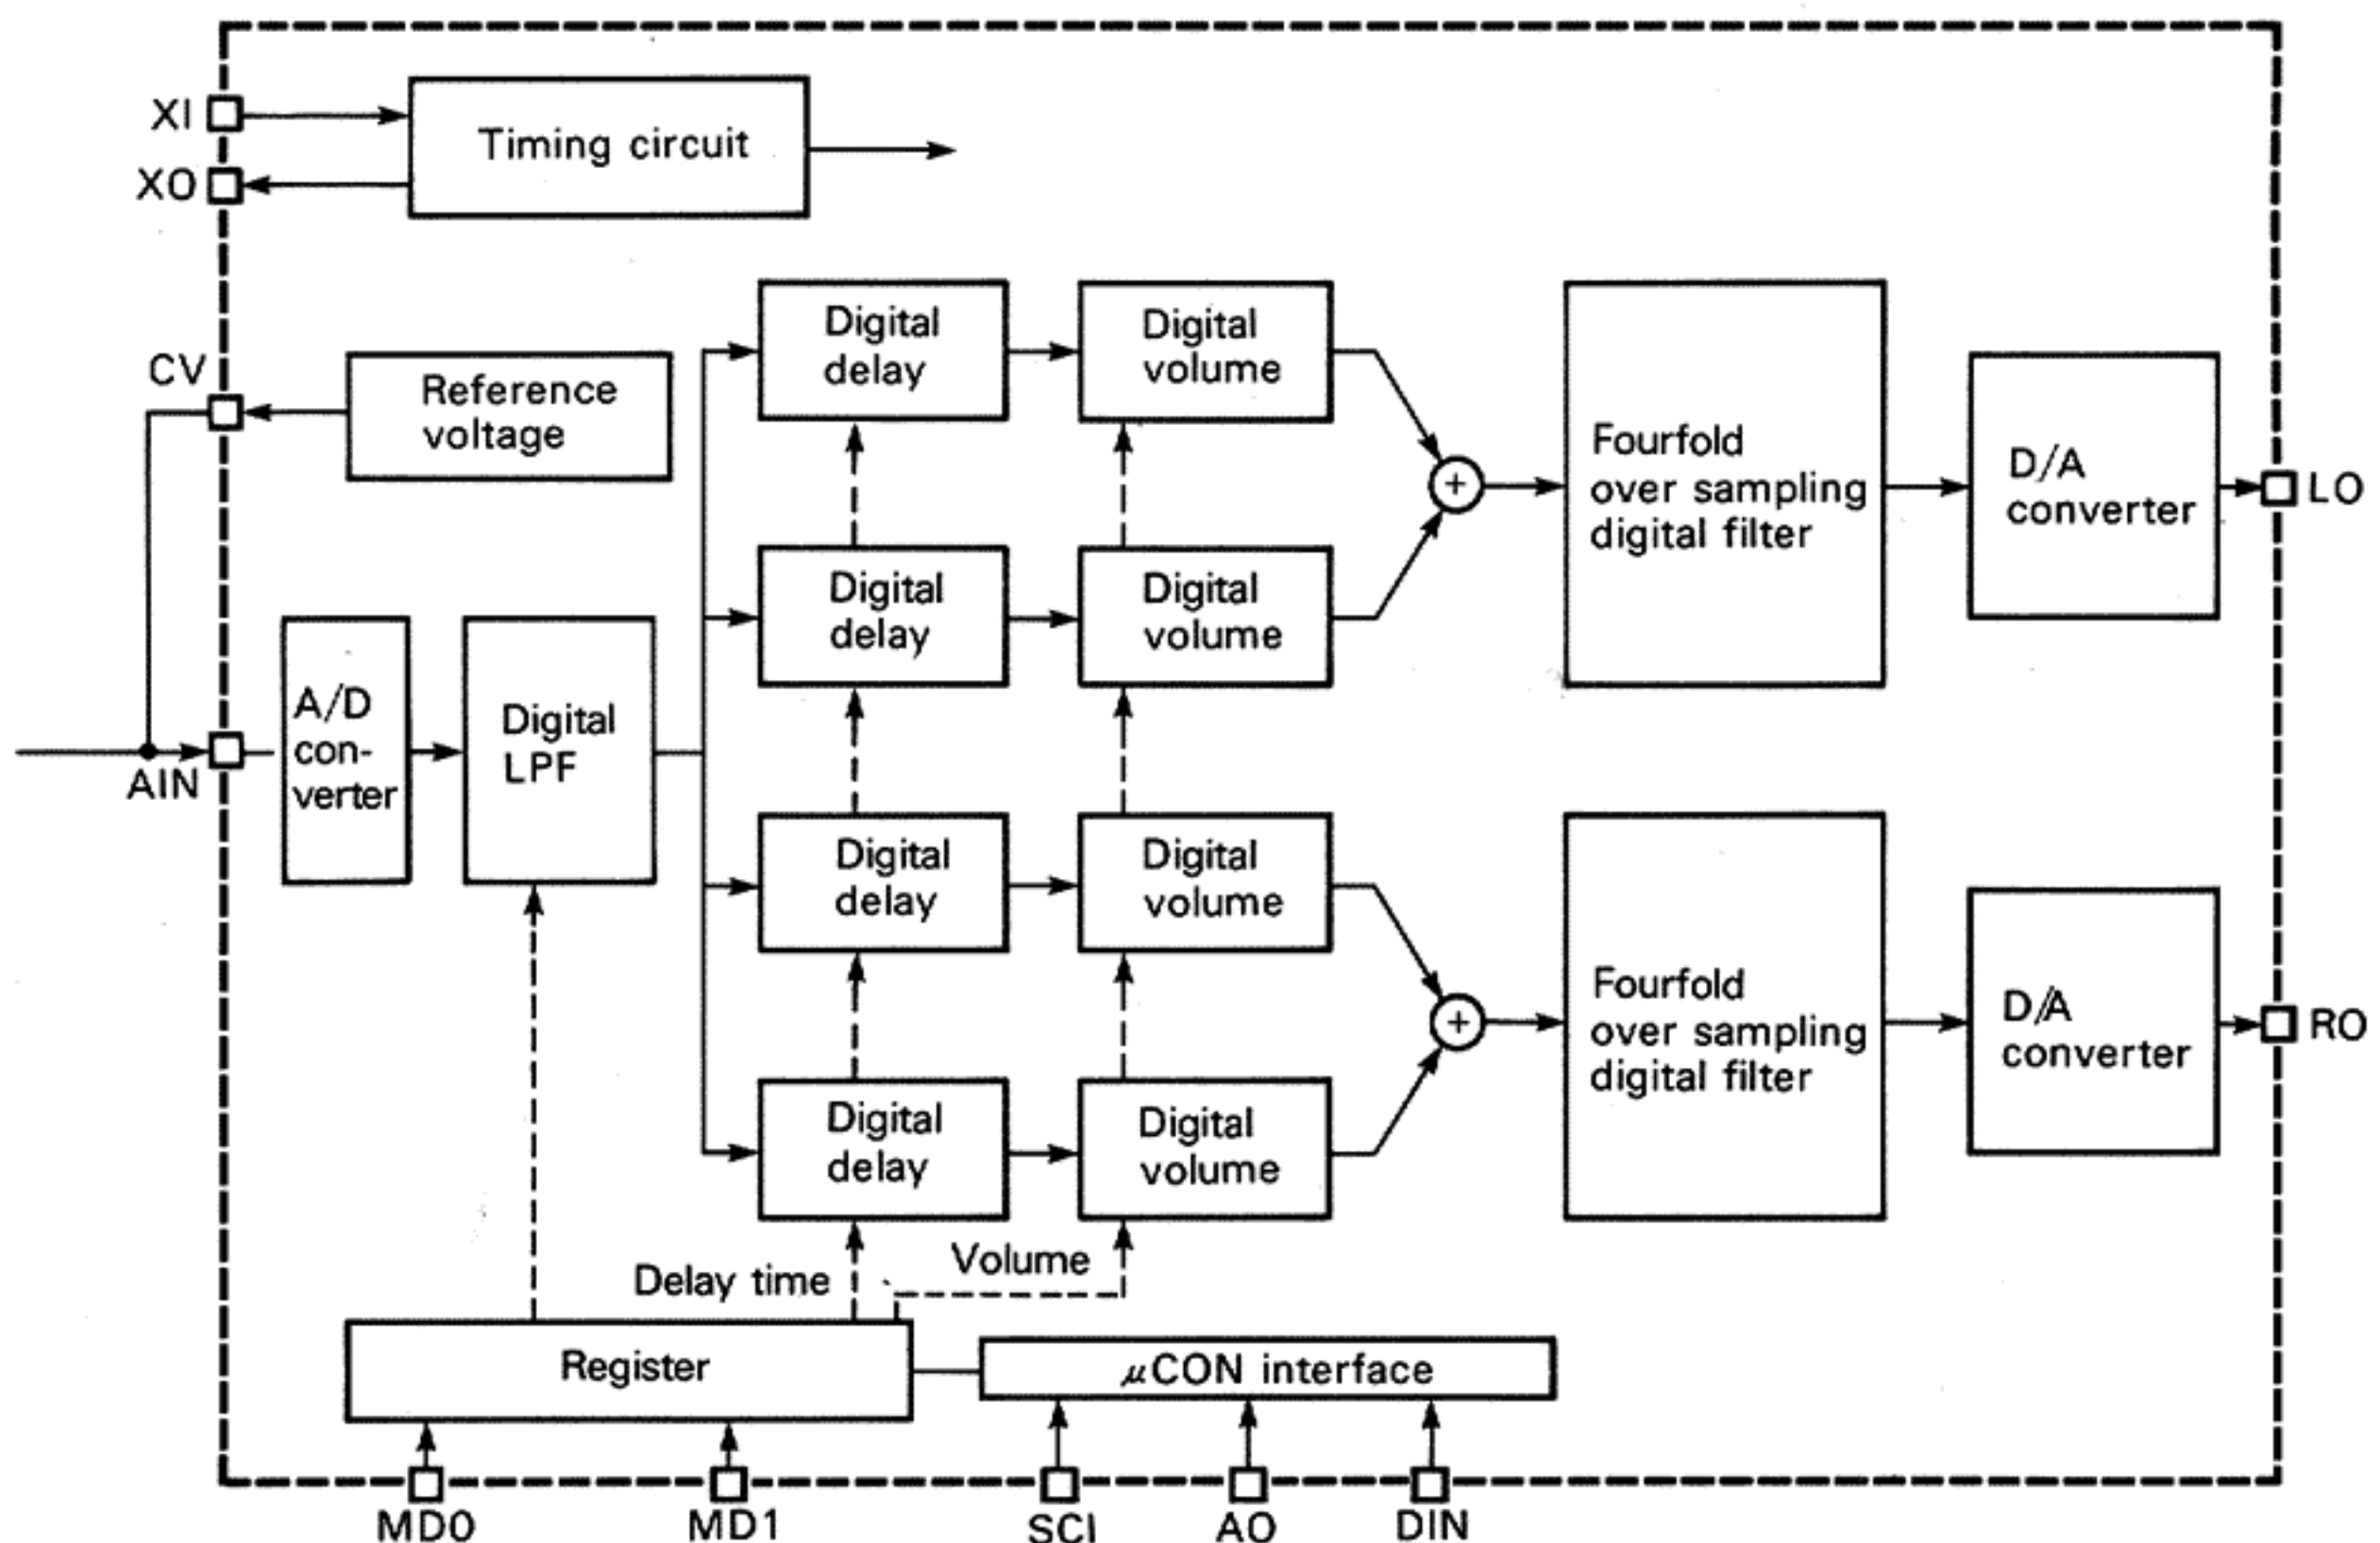 XI
Timing circuit
XO
CV
Reference
voltage
Digital
delay
Digital
volume
Fourfold
over sampling
digital filter
D/A
converter
LO
+
Digital
delay
Digital
volume
A/D
con-
verter
Digital
LPF
AIN
Digital
delay
Digital
volume
Fourfold
over sampling
digital filter
D/A
converter
RO
+
Digital
delay
Digital
volume
Delay time
Volume
Register
μCON interface
MD0
MD1
SCI
AO
DIN